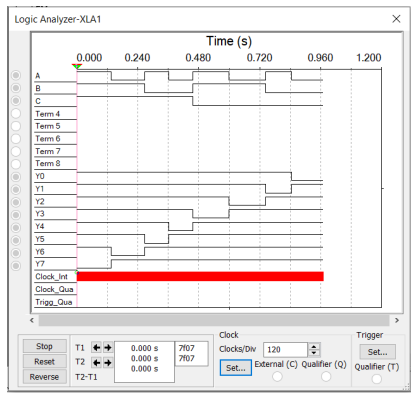 Logic Analyzer-XLA1
Time (s)
0.000 0.240 0.480 0.720 0.960 1.200
A
B
C
Term 4
Term 5
Term 6
Term 7
Term 8
Y0
Y1
Y2
Y3
Y4
Y5
Y6
Y7
Clock_Int
Clock_Qua
Trigg_Qua
Stop
Reset
Reverse
T1 0.000 s 7f07
T2 0.000 s 7f07
T2-T1 0.000 s
Clock
Clocks/Div 120
Set... External (C) Qualifier (Q)
Trigger
Set...
Qualifier (T)